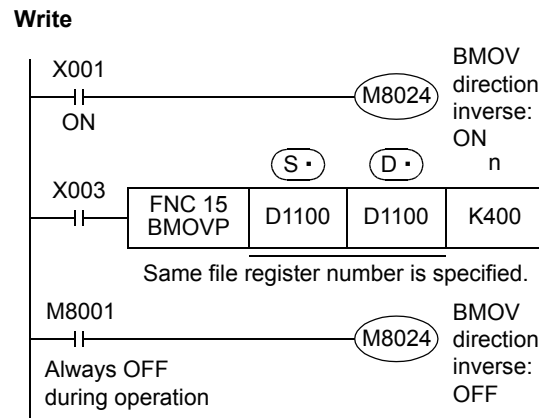 Write
X001
ON
M8024
BMOV
direction
inverse:
ON
S・
D・
n
X003
FNC 15
BMOVP
D1100
D1100
K400
Same file register number is specified.
M8001
Always OFF
during operation
M8024
BMOV
direction
inverse:
OFF